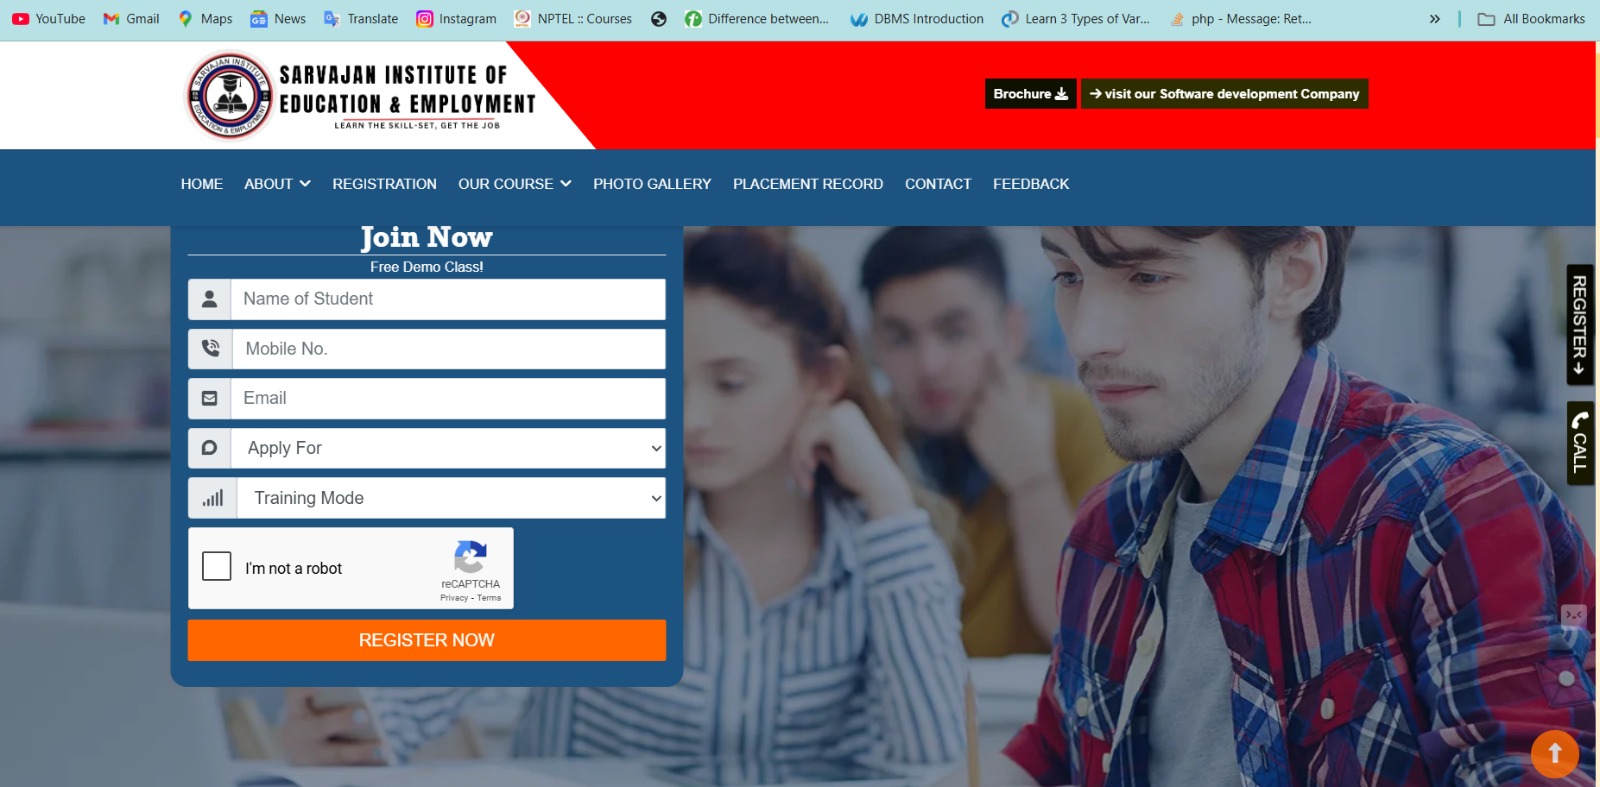 YouTube Gmail Maps News Translate Instagram NPTEL :: Courses Difference between... DBMS Introduction Learn 3 Types of Var... php - Message: Ret... » All Bookmarks
SARVAJAN INSTITUTE
EDUCATION & EMPLOYMENT
SARVAJAN INSTITUTE OF
EDUCATION & EMPLOYMENT
LEARN THE SKILL-SET, GET THE JOB
Brochure
visit our Software development Company
HOME ABOUT REGISTRATION OUR COURSE PHOTO GALLERY PLACEMENT RECORD CONTACT FEEDBACK
Join Now
Free Demo Class!
Name of Student
Mobile No.
Email
Apply For
Training Mode
I'm not a robot
reCAPTCHA
Privacy - Terms
REGISTER NOW
REGISTER
CALL